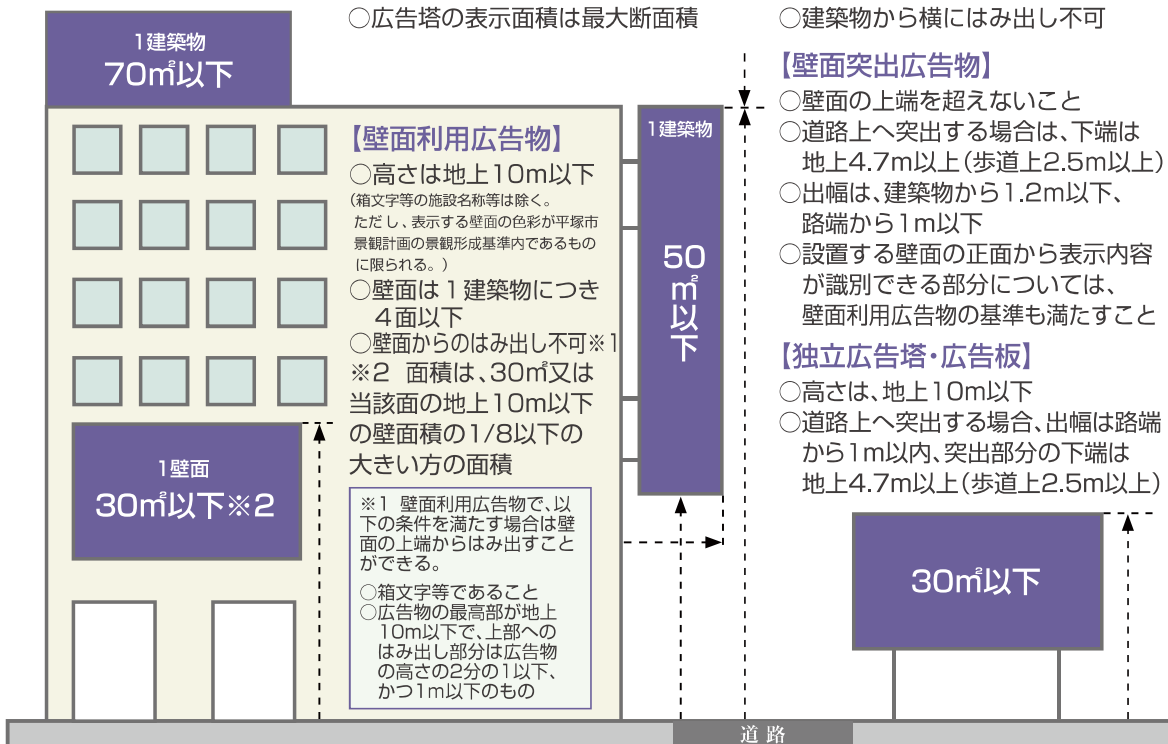 ○広告塔の表示面積は最大断面積
○建築物から横にはみ出し不可
1建築物
70㎡以下
【壁面利用広告物】
○高さは地上10m以下
(箱文字等の施設名称等は除く。
ただし、表示する壁面の色彩が平塚市
景観計画の景観形成基準内であるもの
に限られる。)
○壁面は1建築物につき
4面以下
○壁面からのはみ出し不可※1
※2 面積は、30㎡又は
当該面の地上10m以下
の壁面積の1/8以下の
大きい方の面積
1壁面
30㎡以下※2
※1 壁面利用広告物で、以
下の条件を満たす場合は壁
面の上端からはみ出すこと
ができる。
○箱文字等であること
○広告物の最高部が地上
10m以下で、上部への
はみ出し部分は広告物
の高さの2分の1以下、
かつ1m以下のもの
1建築物
50㎡以下
【壁面突出広告物】
○壁面の上端を超えないこと
○道路上へ突出する場合は、下端は
地上4.7m以上(歩道上2.5m以上)
○出幅は、建築物から1.2m以下、
路端から1m以下
○設置する壁面の正面から表示内容
が識別できる部分については、
壁面利用広告物の基準も満たすこと
【独立広告塔・広告板】
○高さは、地上10m以下
○道路上へ突出する場合、出幅は路端
から1m以内、突出部分の下端は
地上4.7m以上(歩道上2.5m以上)
30㎡以下
道路